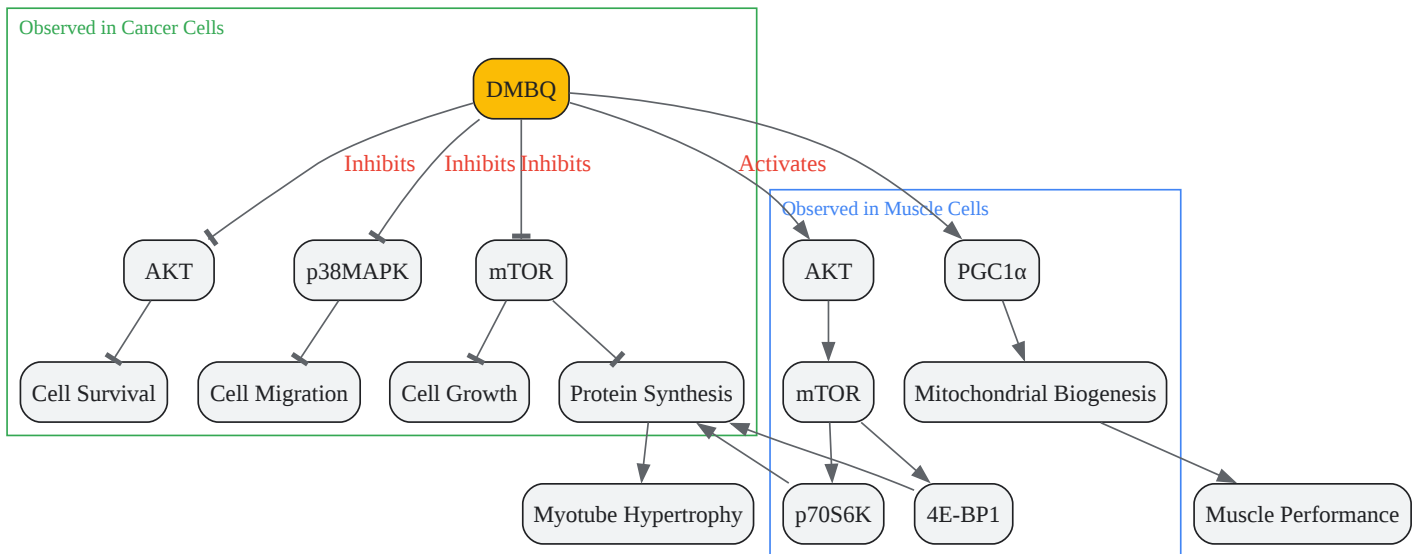 Observed in Cancer Cells
DMBQ
Inhibits
Inhibits
Inhibits
Activates
Observed in Muscle Cells
AKT
p38MAPK
mTOR
AKT
PGC1α
Cell Survival
Cell Migration
Cell Growth
Protein Synthesis
mTOR
Mitochondrial Biogenesis
Myotube Hypertrophy
p70S6K
4E-BP1
Muscle Performance